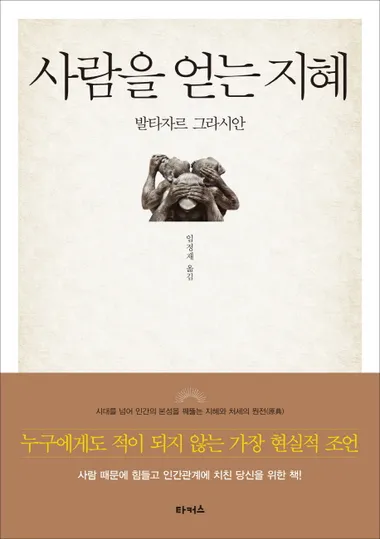 사람을 얻는 지혜
발타자르 그라시안
임정재 옮김
시대를 넘어 인간의 본성을 꿰뚫는 지혜와 처세의 원전(原典)
누구에게도 적이 되지 않는 가장 현실적 조언
사람 때문에 힘들고 인간관계에 지친 당신을 위한 책!
타커스